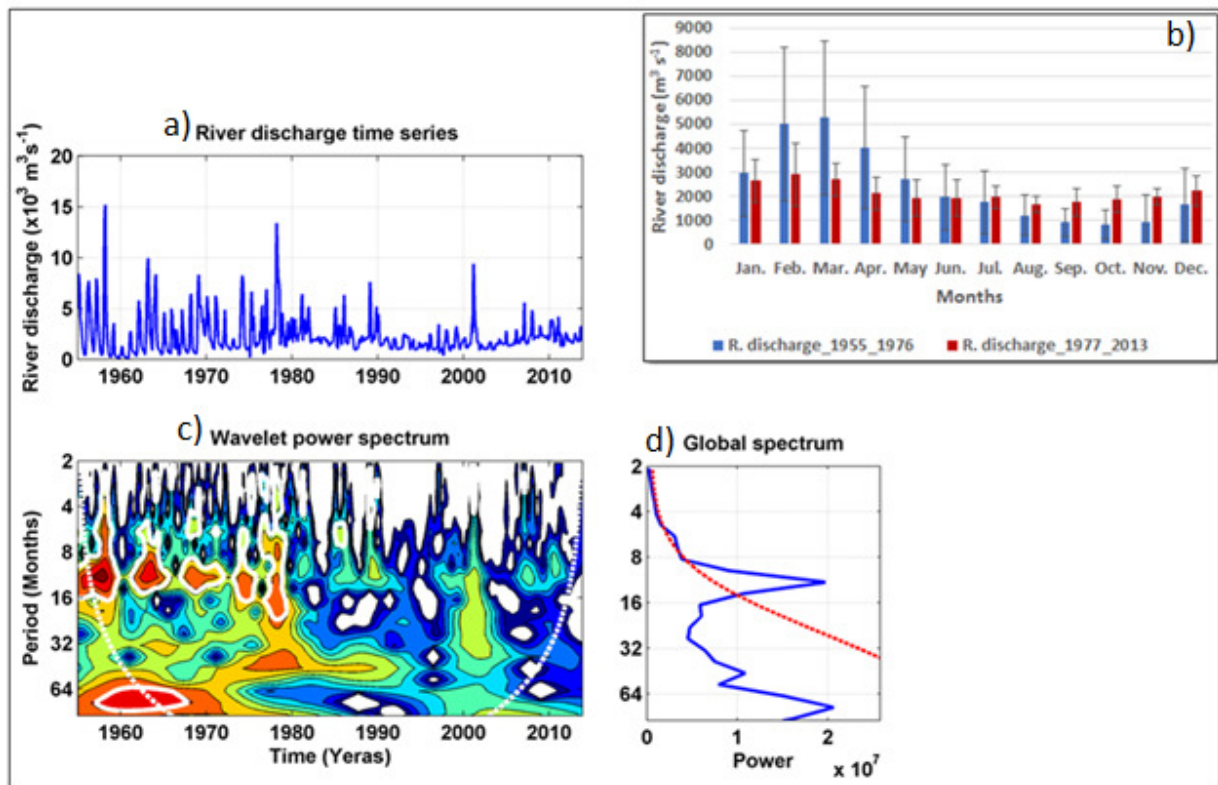 a) River discharge time series
River discharge (x10³ m³s⁻¹)
20
15
10
5
0
1960 1970 1980 1990 2000 2010
b)
River discharge (m³ s⁻¹)
9000
8000
7000
6000
5000
4000
3000
2000
1000
0
Jan. Feb. Mar. Apr. May Jun. Jul. Aug. Sep. Oct. Nov. Dec.
Months
R. discharge_1955_1976 R. discharge_1977_2013
c) Wavelet power spectrum
Period (Months)
2
4
8
16
32
64
1960 1970 1980 1990 2000 2010
Time (Yeras)
d) Global spectrum
2
4
8
16
32
64
0 1 2
Power x 10⁷